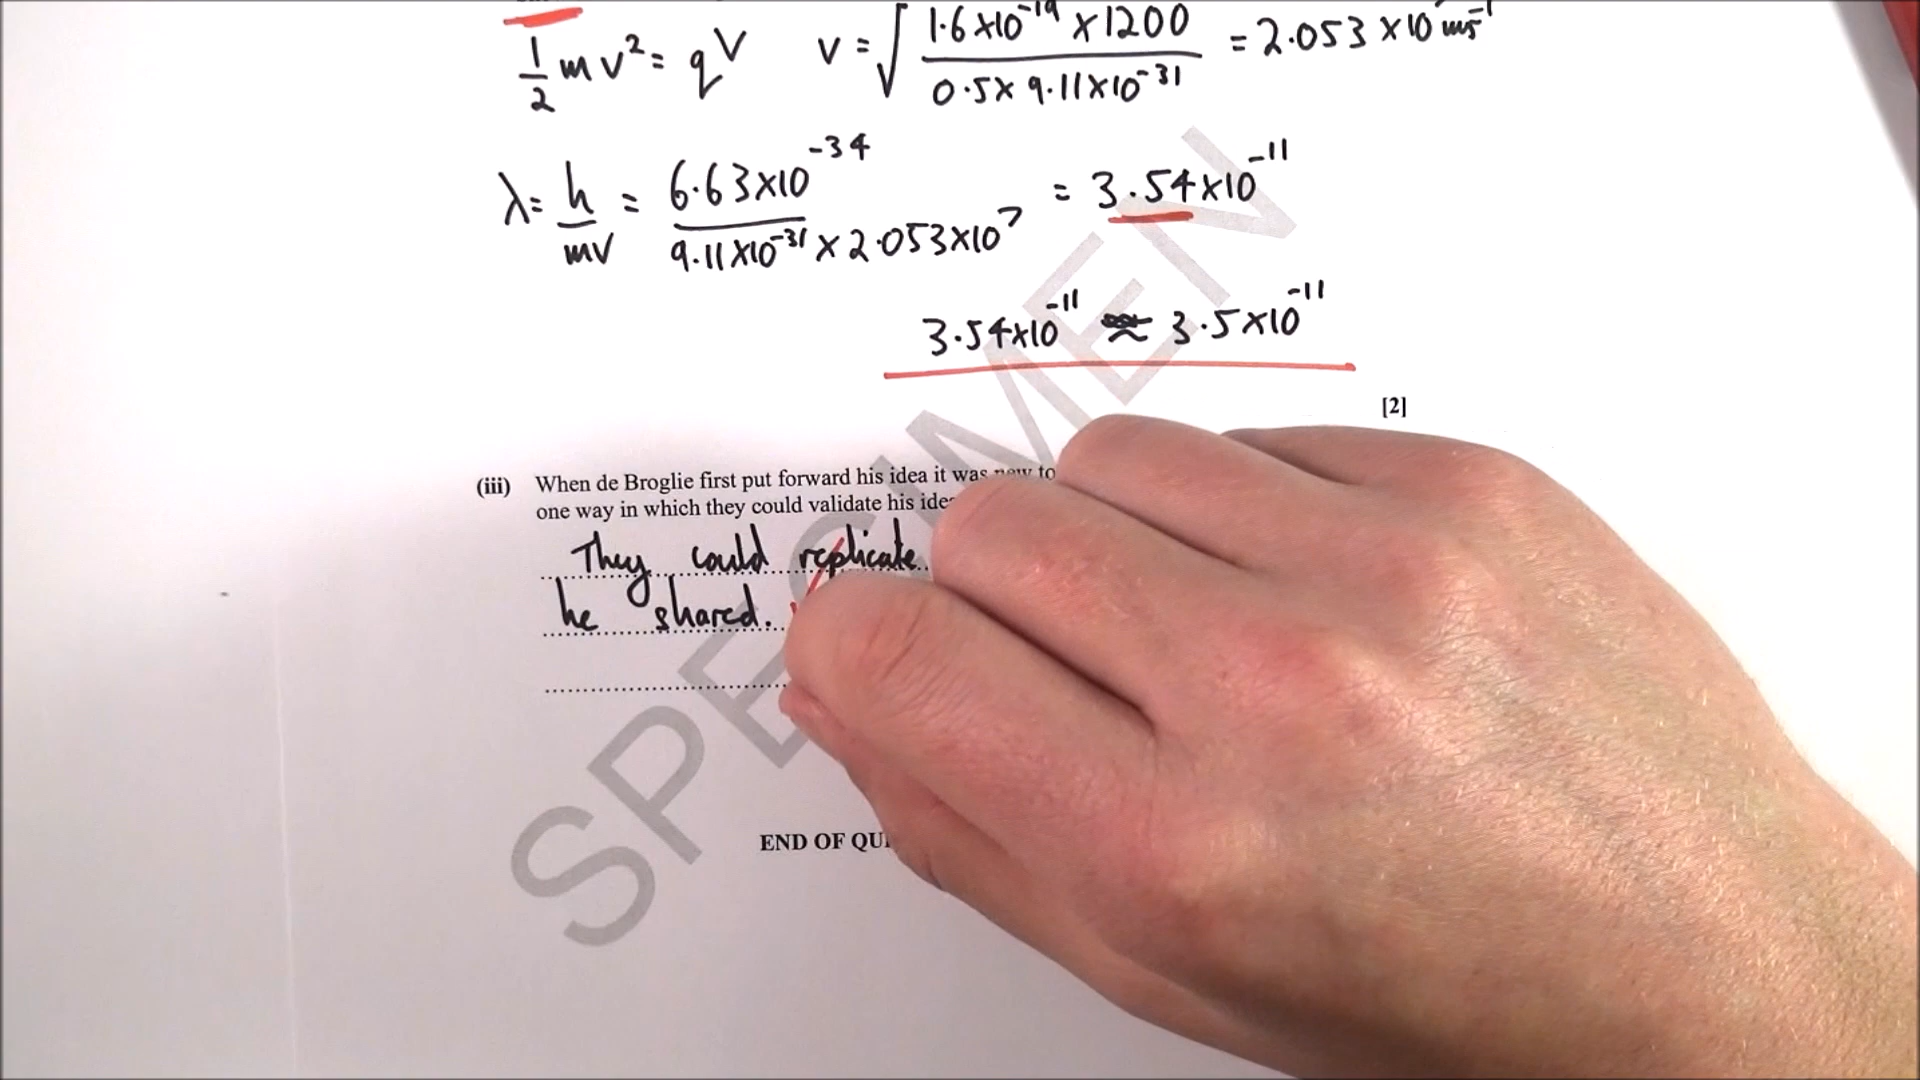 ½mv² = qV v = √(1.6×10⁻¹⁹ × 1200 / 0.5 × 9.11×10⁻³¹) = 2.053 ×10 ms⁻¹
λ = h/mv = 6.63×10⁻³⁴ / 9.11×10⁻³¹ × 2.053×10⁷ = 3.54×10⁻¹¹
3.54×10⁻¹¹ ≈ 3.5×10⁻¹¹
[2]
(iii) When de Broglie first put forward his idea it was new to
one way in which they could validate his
They could replicate
he shared.
END OF
SPECIMEN